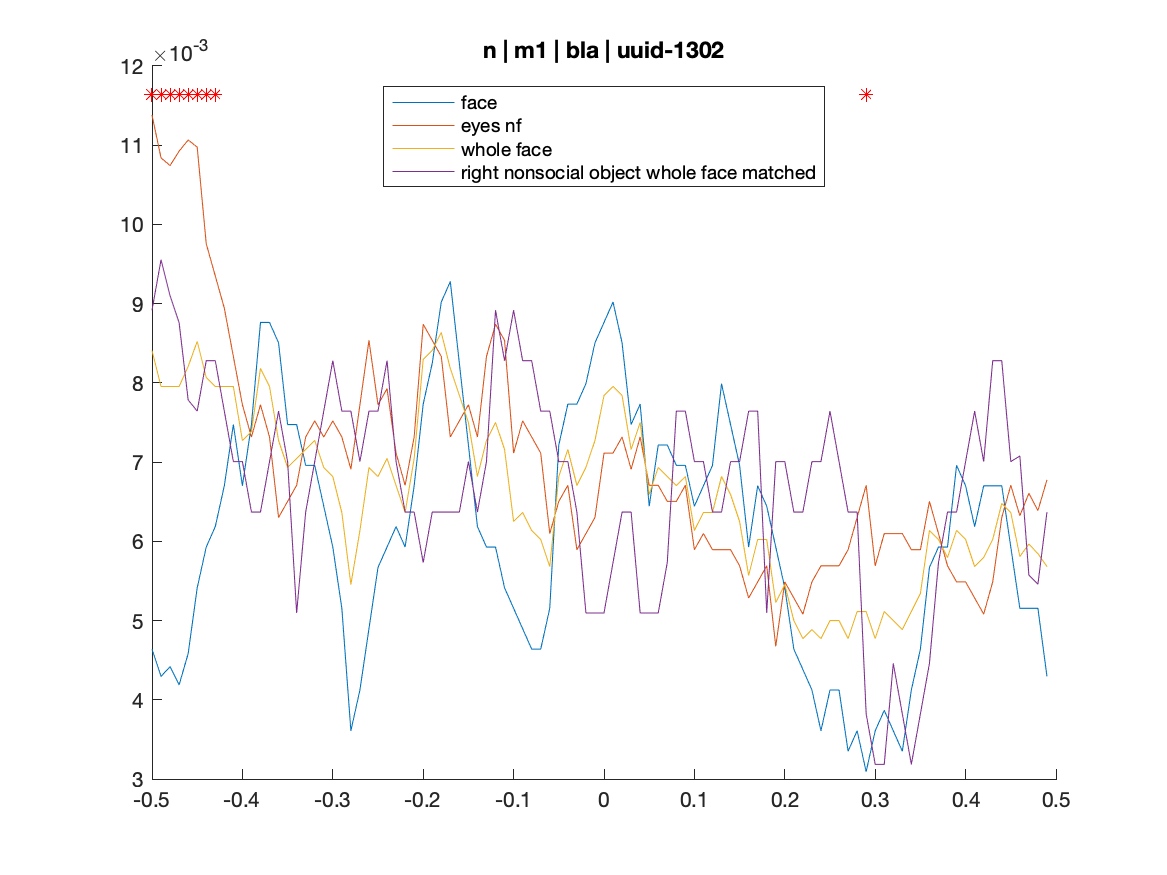 n | m1 | bla | uuid-1302
×10-3
12
11
10
9
8
7
6
5
4
3
face
eyes nf
whole face
right nonsocial object whole face matched
-0.5 -0.4 -0.3 -0.2 -0.1 0 0.1 0.2 0.3 0.4 0.5